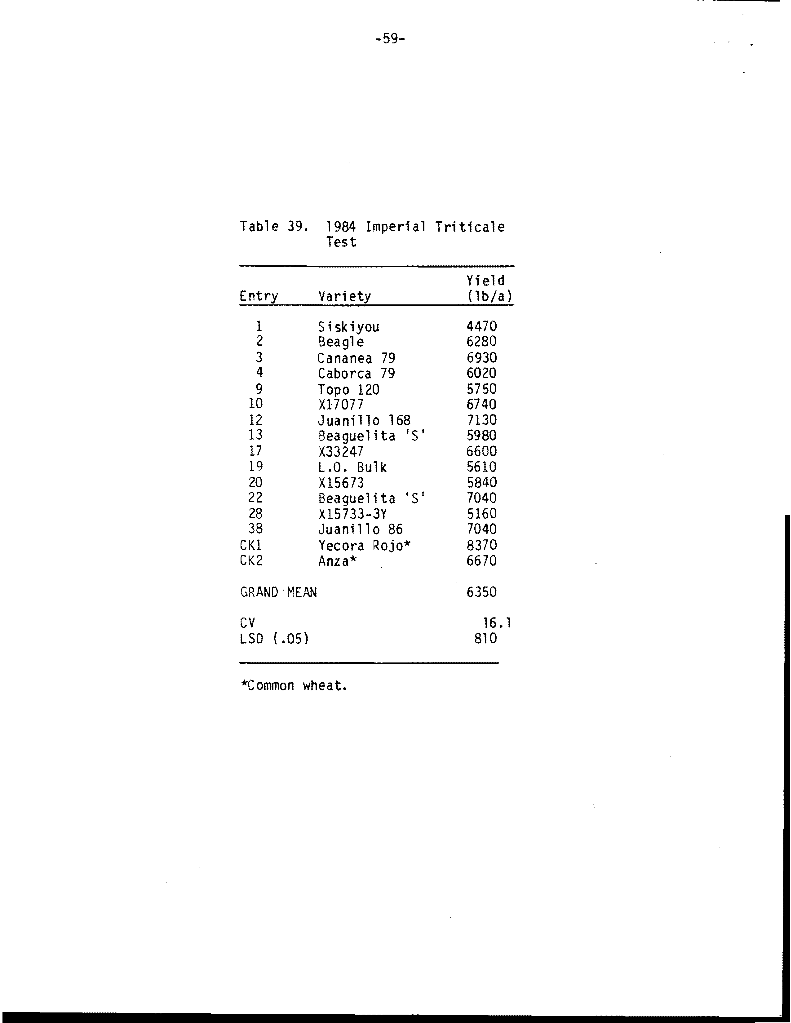 -59-
Table 39. 1984 Imperial Triticale
Test
Yield
Entry Variety (lb/a)
1 Siskiyou 4470
2 Beagle 6280
3 Cananea 79 6930
4 Caborca 79 6020
9 Topo 120 5750
10 X17077 6740
12 Juanillo 168 7130
13 Beaguelita 'S' 5980
17 X33247 6600
19 L.O. Bulk 5610
20 X15673 5840
22 Beaguelita 'S' 7040
28 X15733-3Y 5160
38 Juanillo 86 7040
CK1 Yecora Rojo* 8370
CK2 Anza* 6670
GRAND MEAN 6350
CV 16.1
LSD (.05) 810
*Common wheat.